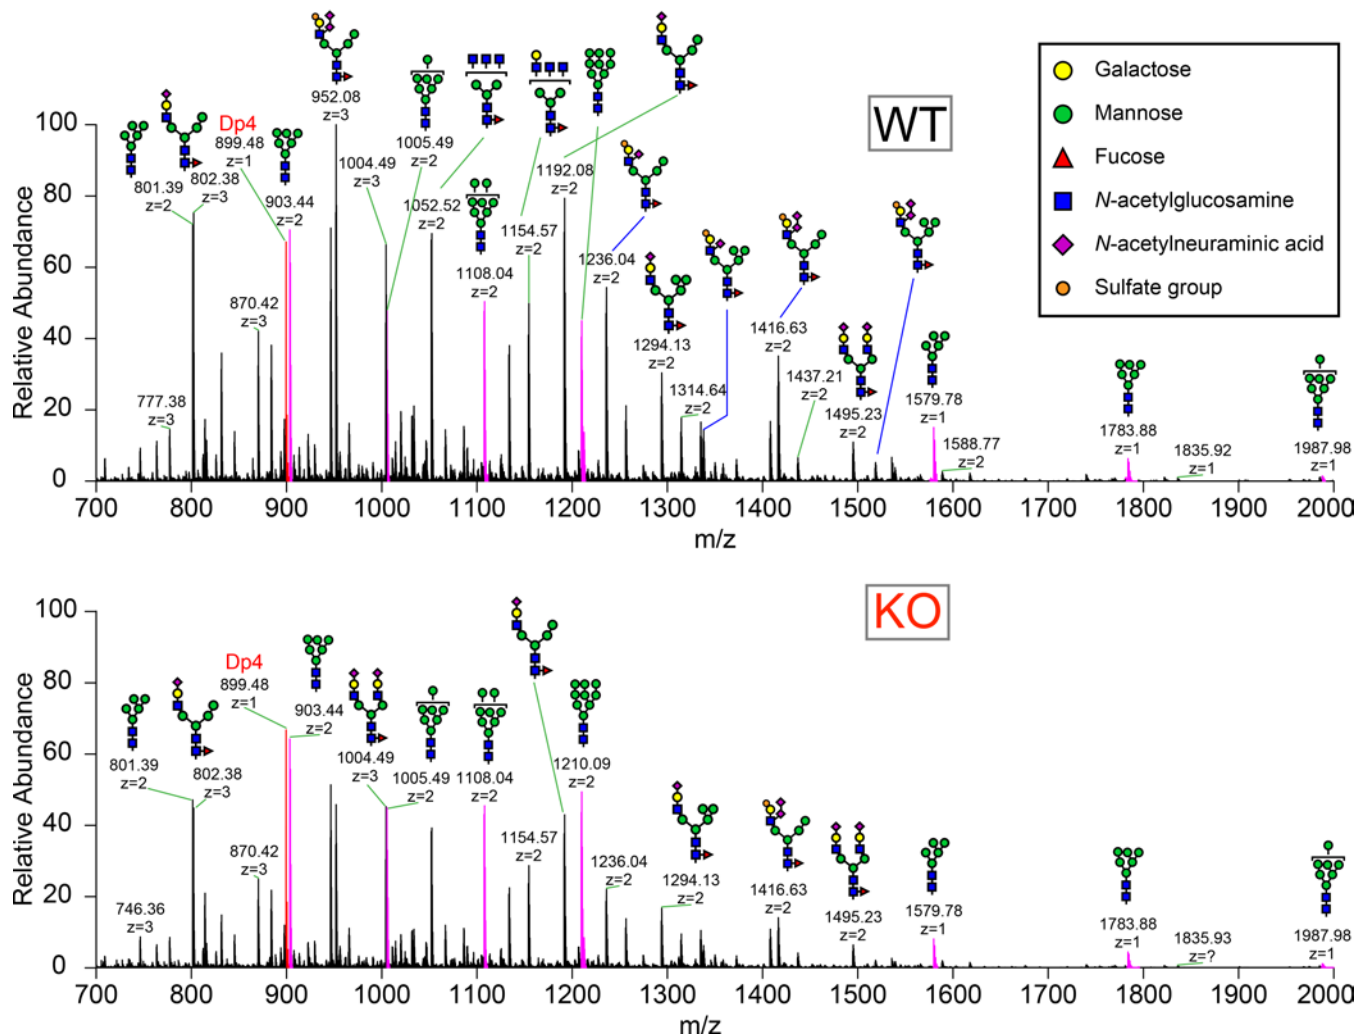 WT
Galactose
Mannose
Fucose
N-acetylglucosamine
N-acetylneuraminic acid
Sulfate group
Relative Abundance
100
80
60
40
20
0
801.39
z=2
802.38
z=3
Dp4
899.48
z=1
903.44
z=2
952.08
z=3
1004.49
z=3
1005.49
z=2
1052.52
z=2
1108.04
z=2
1154.57
z=2
1192.08
z=2
1236.04
z=2
777.38
z=3
870.42
z=3
1294.13
z=2
1314.64
z=2
1416.63
z=2
1437.21
z=2
1495.23
z=2
1579.78
z=1
1588.77
z=2
1783.88
z=1
1835.92
z=1
1987.98
z=1
700 800 900 1000 1100 1200 1300 1400 1500 1600 1700 1800 1900 2000
m/z
KO
Relative Abundance
100
80
60
40
20
0
801.39
z=2
802.38
z=3
Dp4
899.48
z=1
903.44
z=2
1004.49
z=3
1005.49
z=2
1108.04
z=2
1210.09
z=2
746.36
z=3
870.42
z=3
1154.57
z=2
1236.04
z=2
1294.13
z=2
1416.63
z=2
1495.23
z=2
1579.78
z=1
1783.88
z=1
1835.93
z=?
1987.98
z=1
700 800 900 1000 1100 1200 1300 1400 1500 1600 1700 1800 1900 2000
m/z